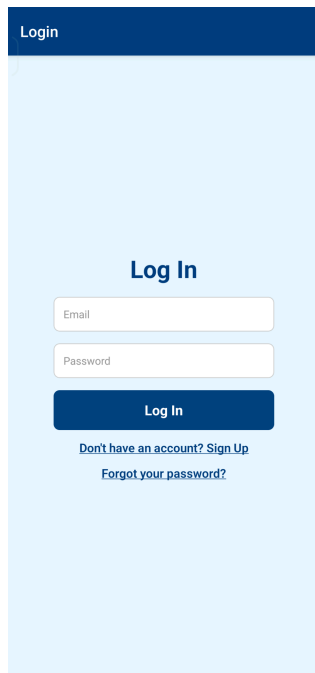 Login
Log In
Email
Password
Log In
Don't have an account? Sign Up
Forgot your password?